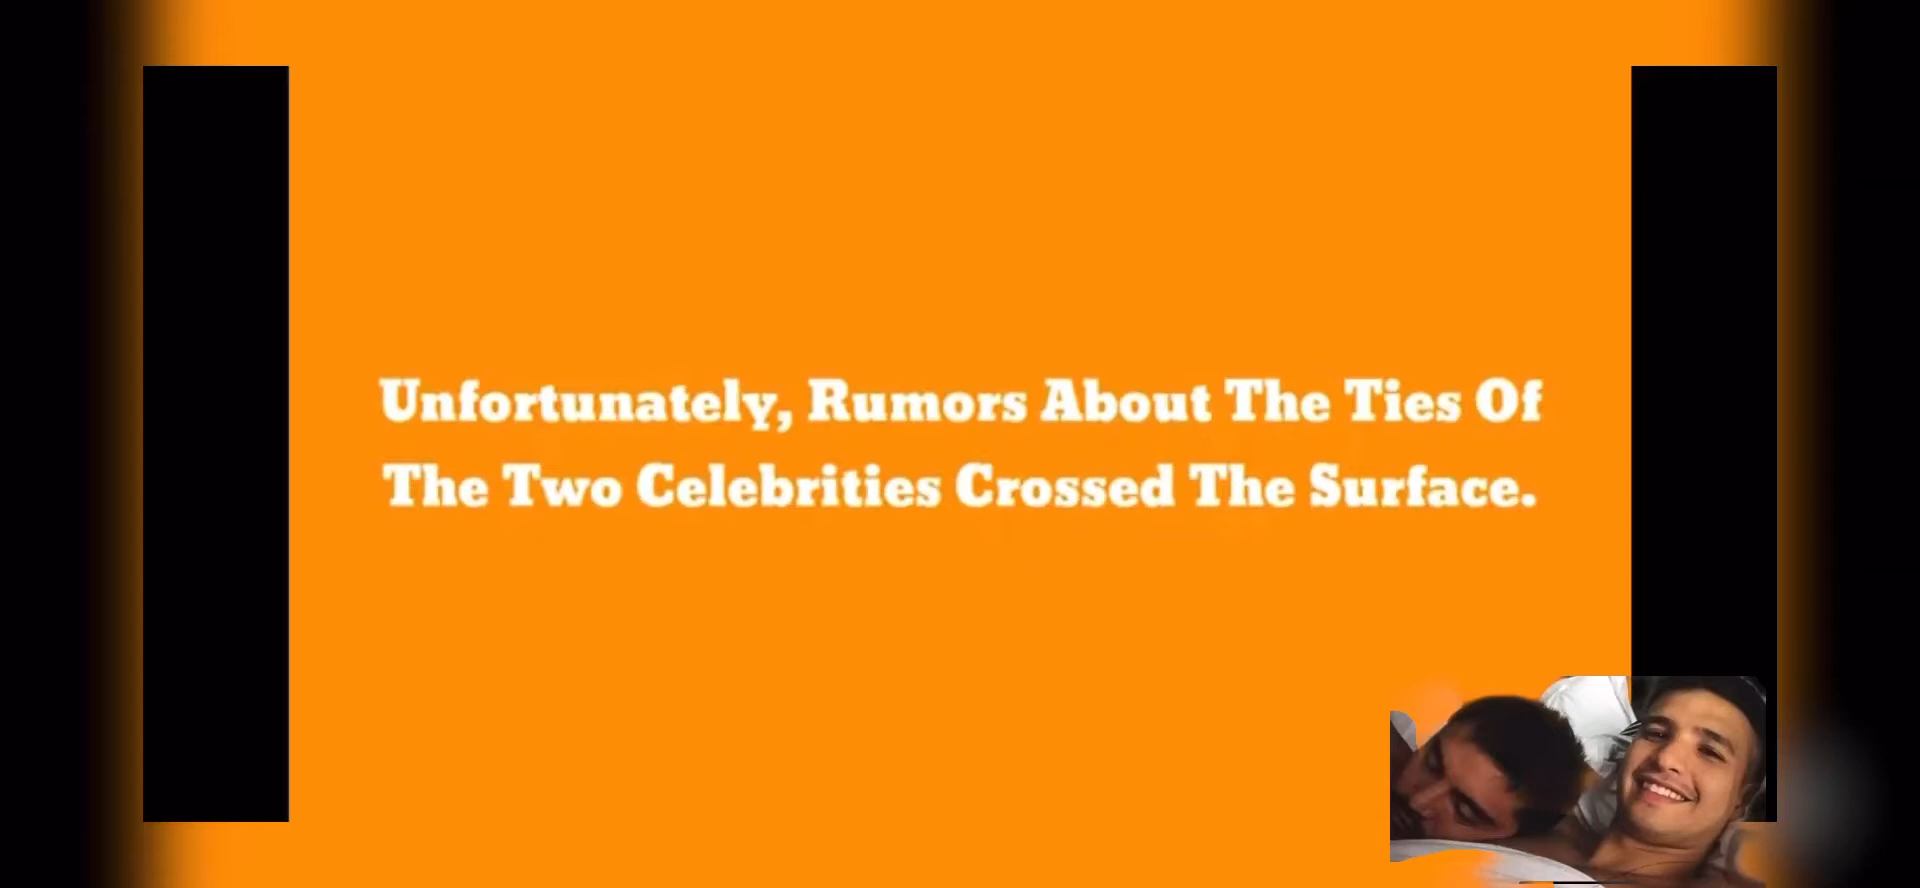 Unfortunately, Rumors About The Ties Of
The Two Celebrities Crossed The Surface.